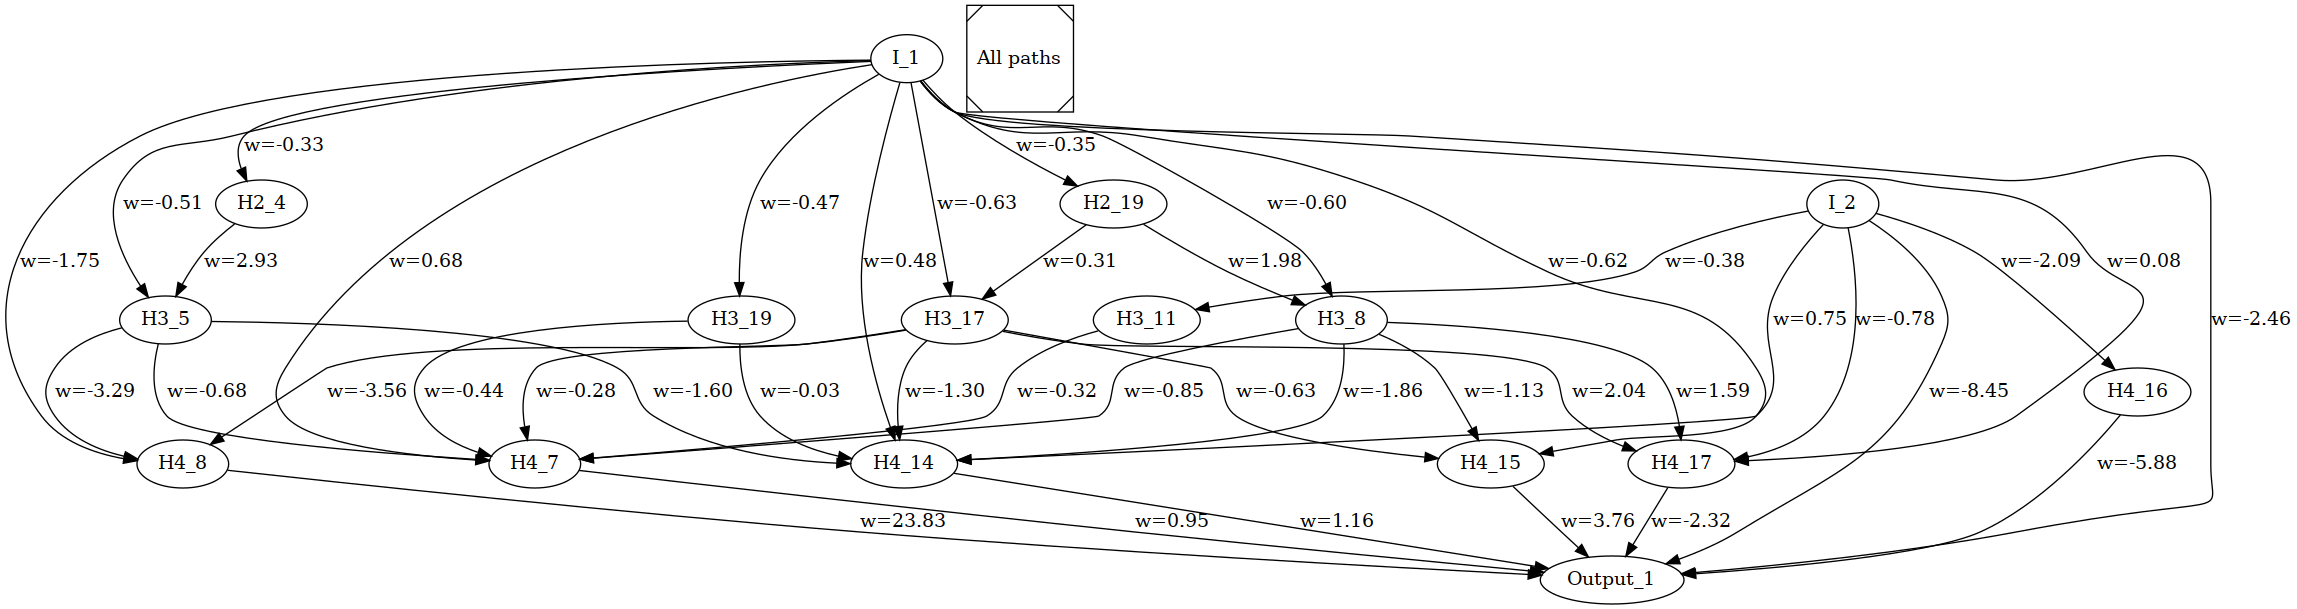 I_1
All paths
w=-0.33
w=-0.35
w=-0.51
H2_4
w=-0.47
w=-0.63
H2_19
w=-0.60
I_2
w=-1.75
w=2.93
w=0.68
w=0.48
w=0.31
w=1.98
w=-0.62
w=-0.38
w=-2.09
w=0.08
H3_5
H3_19
H3_17
H3_11
H3_8
w=0.75
w=-0.78
w=-2.46
w=-3.29
w=-0.68
w=-3.56
w=-0.44
w=-0.28
w=-1.60
w=-0.03
w=-1.30
w=-0.32
w=-0.85
w=-0.63
w=-1.86
w=-1.13
w=2.04
w=1.59
w=-8.45
H4_16
H4_8
H4_7
H4_14
H4_15
H4_17
w=-5.88
w=23.83
w=0.95
w=1.16
w=3.76
w=-2.32
Output_1